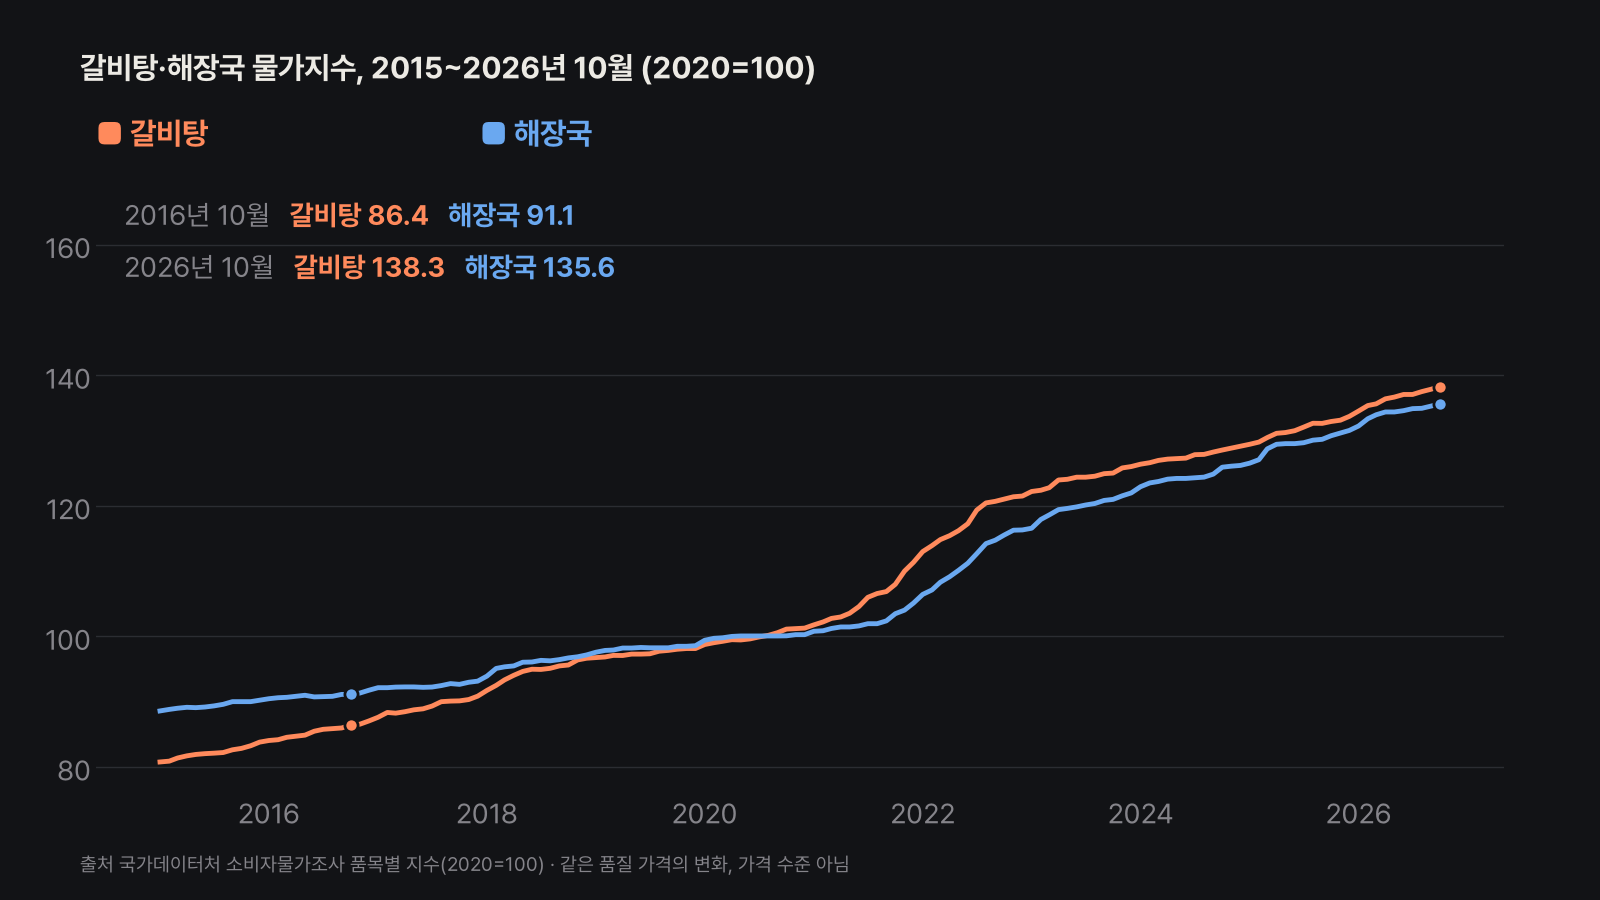 갈비탕·해장국 물가지수, 2015~2026년 10월 (2020=100)
갈비탕 해장국
2016년 10월 갈비탕 86.4 해장국 91.1
160
2026년 10월 갈비탕 138.3 해장국 135.6
140
120
100
80
2016 2018 2020 2022 2024 2026
출처 국가데이터처 소비자물가조사 품목별 지수(2020=100) · 같은 품질 가격의 변화, 가격 수준 아님